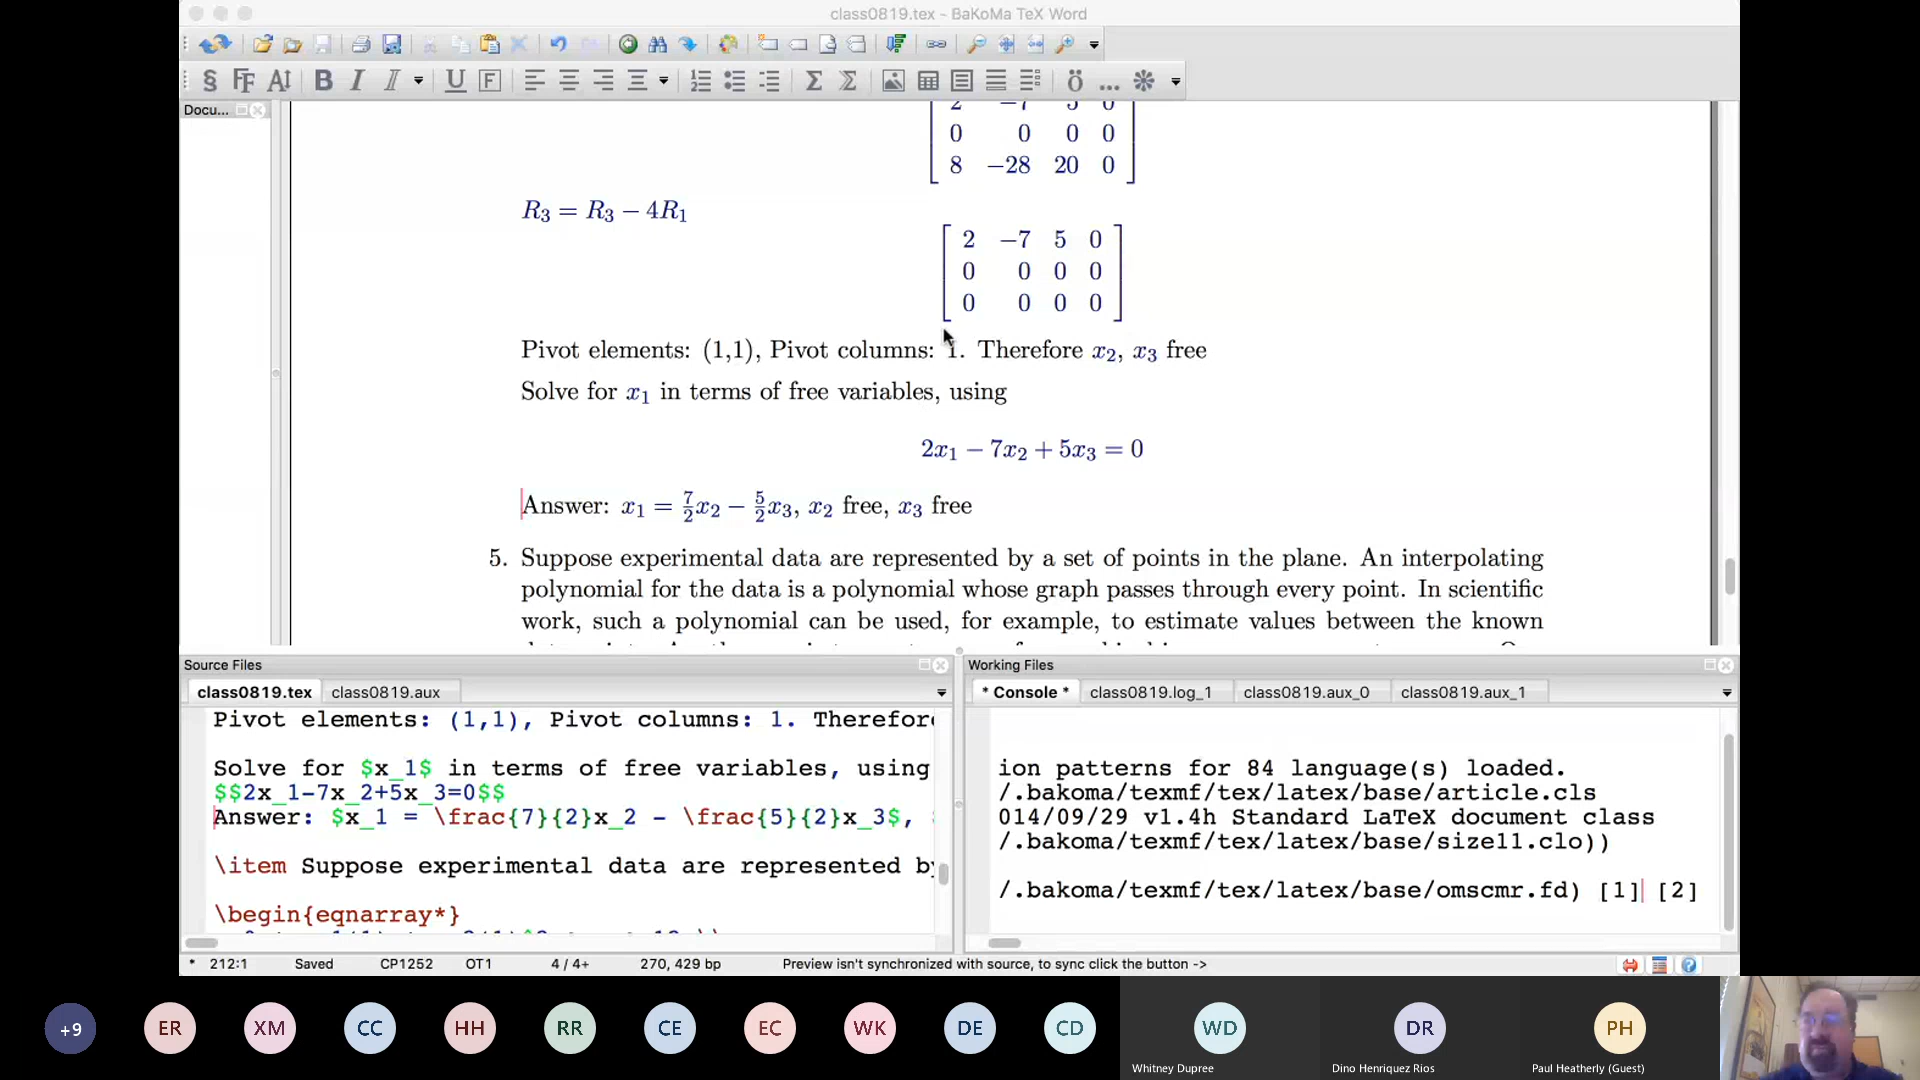 class0819.tex - BaKoMa TeX Word
Docu...
2 −7 5 0
0 0 0 0
8 −28 20 0
R3 = R3 − 4R1
2 −7 5 0
0 0 0 0
0 0 0 0
Pivot elements: (1,1), Pivot columns: 1. Therefore x2, x3 free
Solve for x1 in terms of free variables, using
2x1 − 7x2 + 5x3 = 0
Answer: x1 = 7/2 x2 − 5/2 x3, x2 free, x3 free
5. Suppose experimental data are represented by a set of points in the plane. An interpolating
polynomial for the data is a polynomial whose graph passes through every point. In scientific
work, such a polynomial can be used, for example, to estimate values between the known
Source Files
class0819.tex class0819.aux
Pivot elements: (1,1), Pivot columns: 1. Therefor
Solve for $x_1$ in terms of free variables, using
$$2x_1-7x_2+5x_3=0$$
Answer: $x_1 = \frac{7}{2}x_2 - \frac{5}{2}x_3$,
\item Suppose experimental data are represented b
\begin{eqnarray*}
Working Files
* Console * class0819.log_1 class0819.aux_0 class0819.aux_1
ion patterns for 84 language(s) loaded.
/.bakoma/texmf/tex/latex/base/article.cls
014/09/29 v1.4h Standard LaTeX document class
/.bakoma/texmf/tex/latex/base/size11.clo))
/.bakoma/texmf/tex/latex/base/omscmr.fd) [1] [2]
* 212:1 Saved CP1252 OT1 4 / 4+ 270, 429 bp Preview isn't synchronized with source, to sync click the button ->
+9 ER XM CC HH RR CE EC WK DE CD WD DR PH
Whitney Dupree Dino Henriquez Rios Paul Heatherly (Guest)